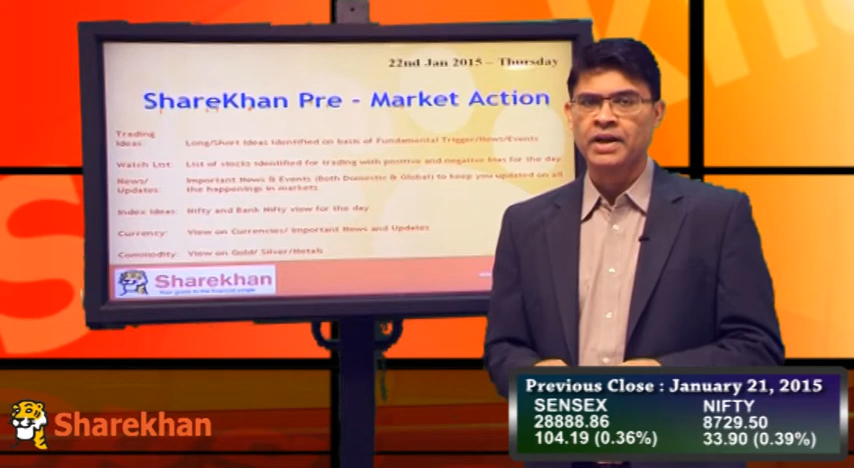 22nd Jan 2015 - Thursday
ShareKhan Pre - Market Action
Trading
Ideas: Long/Short Ideas identified on basis of Fundamental Trigger/News/Events
Watch List: List of stocks identified for trading with positive and negative bias for the day
News/ Important News & Events (Both Domestic & Global) to keep you updated on all
Updates: the happenings in markets
Index Ideas: Nifty and Bank Nifty view for the day
Currency: View on Currencies/ Important News and Updates
Commodity: View on Gold/ Silver/Metals
Sharekhan
Sharekhan
Previous Close : January 21, 2015
SENSEX NIFTY
28888.86 8729.50
104.19 (0.36%) 33.90 (0.39%)